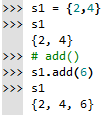 >>> s1 = {2,4}
>>> s1
{2, 4}
>>> # add()
>>> s1.add(6)
>>> s1
{2, 4, 6}